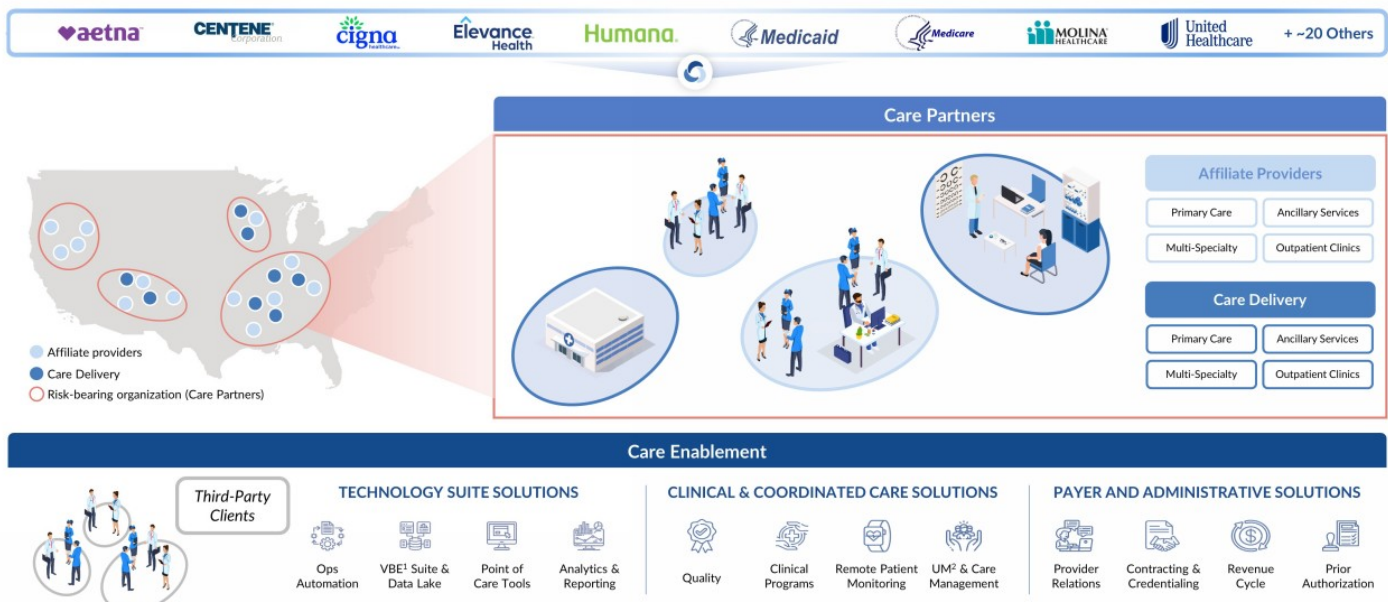 aetna
CENTENE
Corporation
cigna
healthcare
Elevance
Health
Humana
Medicaid
Medicare
MOLINA
HEALTHCARE
United
Healthcare
+ ~20 Others
Care Partners
Affiliate Providers
Primary Care
Ancillary Services
Multi-Specialty
Outpatient Clinics
Care Delivery
Primary Care
Ancillary Services
Multi-Specialty
Outpatient Clinics
Affiliate providers
Care Delivery
Risk-bearing organization (Care Partners)
Care Enablement
Third-Party
Clients
TECHNOLOGY SUITE SOLUTIONS
Ops
Automation
VBE¹ Suite &
Data Lake
Point of
Care Tools
Analytics &
Reporting
CLINICAL & COORDINATED CARE SOLUTIONS
Quality
Clinical
Programs
Remote Patient
Monitoring
UM² & Care
Management
PAYER AND ADMINISTRATIVE SOLUTIONS
Provider
Relations
Contracting &
Credentialing
Revenue
Cycle
Prior
Authorization